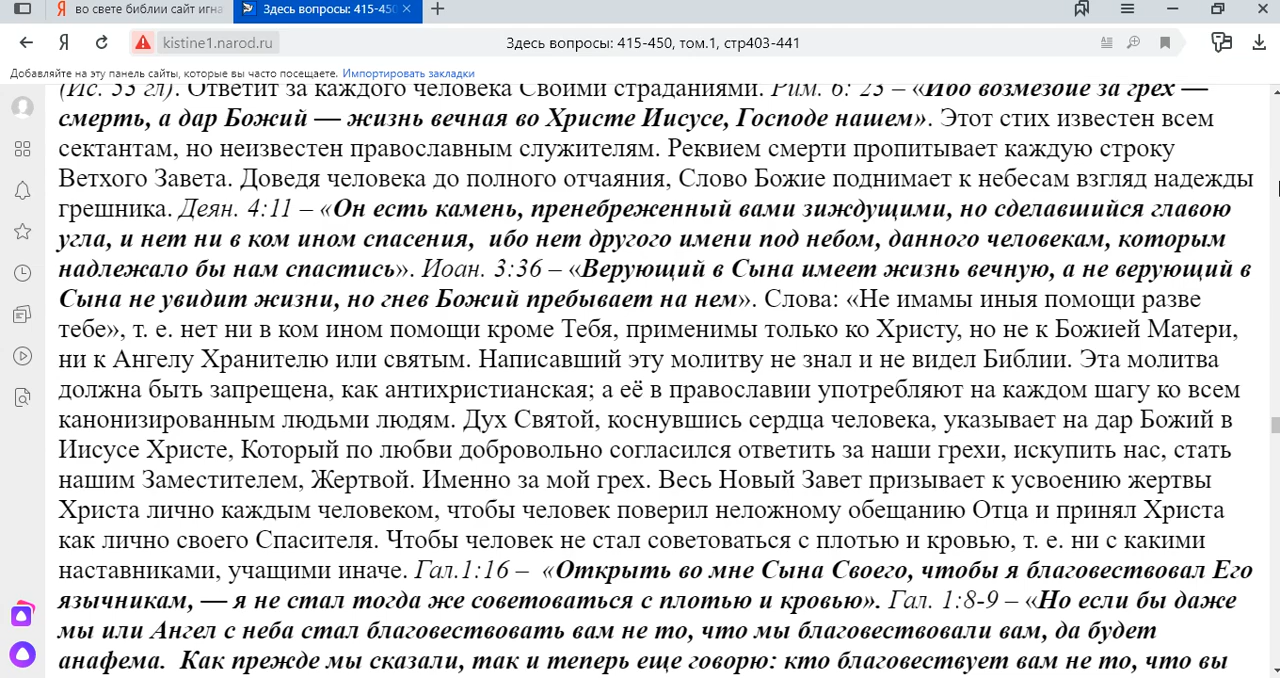 во свете библии сайт игна
Здесь вопросы: 415-45
kistine1.narod.ru
Здесь вопросы: 415-450, том.1, стр403-441
Добавляйте на эту панель сайты, которые вы часто посещаете. Импортировать закладки
(Ис. 53 гл). Ответит за каждого человека Своими страданиями. Рим. 6: 23 – «Ибо возмездие за грех —
смерть, а дар Божий — жизнь вечная во Христе Иисусе, Господе нашем». Этот стих известен всем
сектантам, но неизвестен православным служителям. Реквием смерти пропитывает каждую строку
Ветхого Завета. Доведя человека до полного отчаяния, Слово Божие поднимает к небесам взгляд надежды
грешника. Деян. 4:11 – «Он есть камень, пренебреженный вами зиждущими, но сделавшийся главою
угла, и нет ни в ком ином спасения, ибо нет другого имени под небом, данного человекам, которым
надлежало бы нам спастись». Иоан. 3:36 – «Верующий в Сына имеет жизнь вечную, а не верующий в
Сына не увидит жизни, но гнев Божий пребывает на нем». Слова: «Не имамы иныя помощи разве
тебе», т. е. нет ни в ком ином помощи кроме Тебя, применимы только ко Христу, но не к Божией Матери,
ни к Ангелу Хранителю или святым. Написавший эту молитву не знал и не видел Библии. Эта молитва
должна быть запрещена, как антихристианская; а её в православии употребляют на каждом шагу ко всем
канонизированным людьми людям. Дух Святой, коснувшись сердца человека, указывает на дар Божий в
Иисусе Христе, Который по любви добровольно согласился ответить за наши грехи, искупить нас, стать
нашим Заместителем, Жертвой. Именно за мой грех. Весь Новый Завет призывает к усвоению жертвы
Христа лично каждым человеком, чтобы человек поверил неложному обещанию Отца и принял Христа
как лично своего Спасителя. Чтобы человек не стал советоваться с плотью и кровью, т. е. ни с какими
наставниками, учащими иначе. Гал.1:16 – «Открыть во мне Сына Своего, чтобы я благовествовал Его
язычникам, — я не стал тогда же советоваться с плотью и кровью». Гал. 1:8-9 – «Но если бы даже
мы или Ангел с неба стал благовествовать вам не то, что мы благовествовали вам, да будет
анафема. Как прежде мы сказали, так и теперь еще говорю: кто благовествует вам не то, что вы